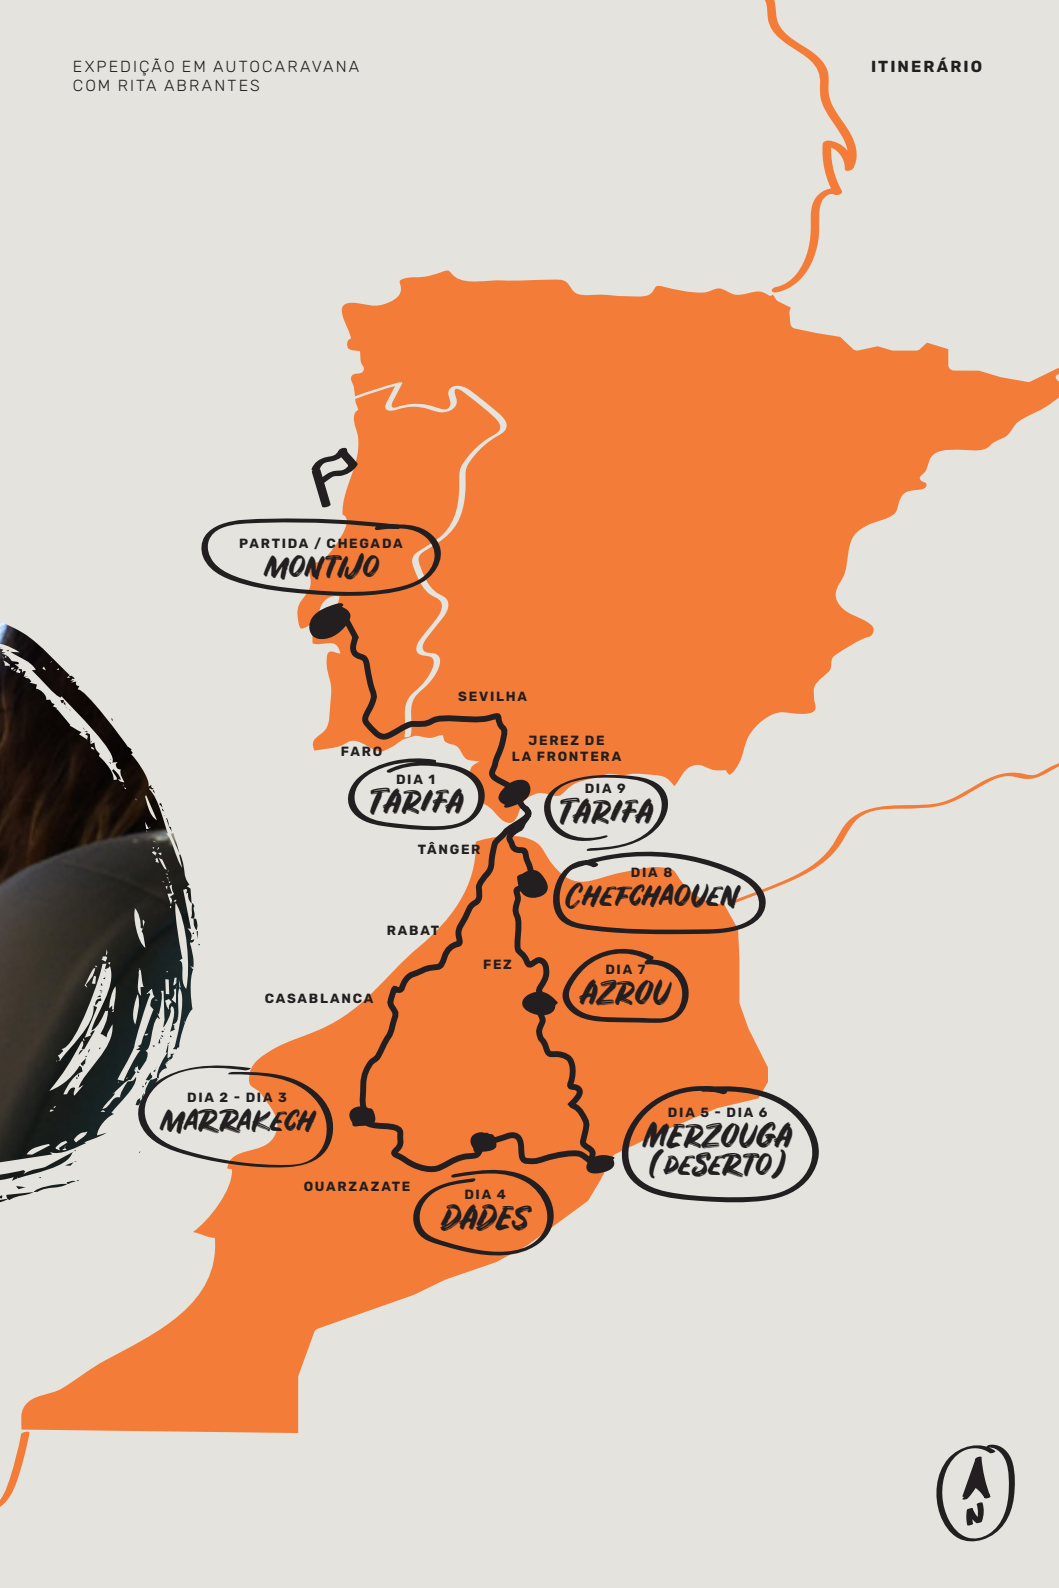 EXPEDIÇÃO EM AUTOCARAVANA
COM RITA ABRANTES
ITINERÁRIO
PARTIDA / CHEGADA
MONTIJO
SEVILHA
JEREZ DE
LA FRONTERA
FARO
DIA 1
TARIFA
DIA 9
TARIFA
TÂNGER
DIA 8
CHEFCHAOUEN
RABAT
FEZ
DIA 7
AZROU
CASABLANCA
DIA 2 - DIA 3
MARRAKECH
DIA 5 - DIA 6
MERZOUGA
(DESERTO)
OUARZAZATE
DIA 4
DADES
N